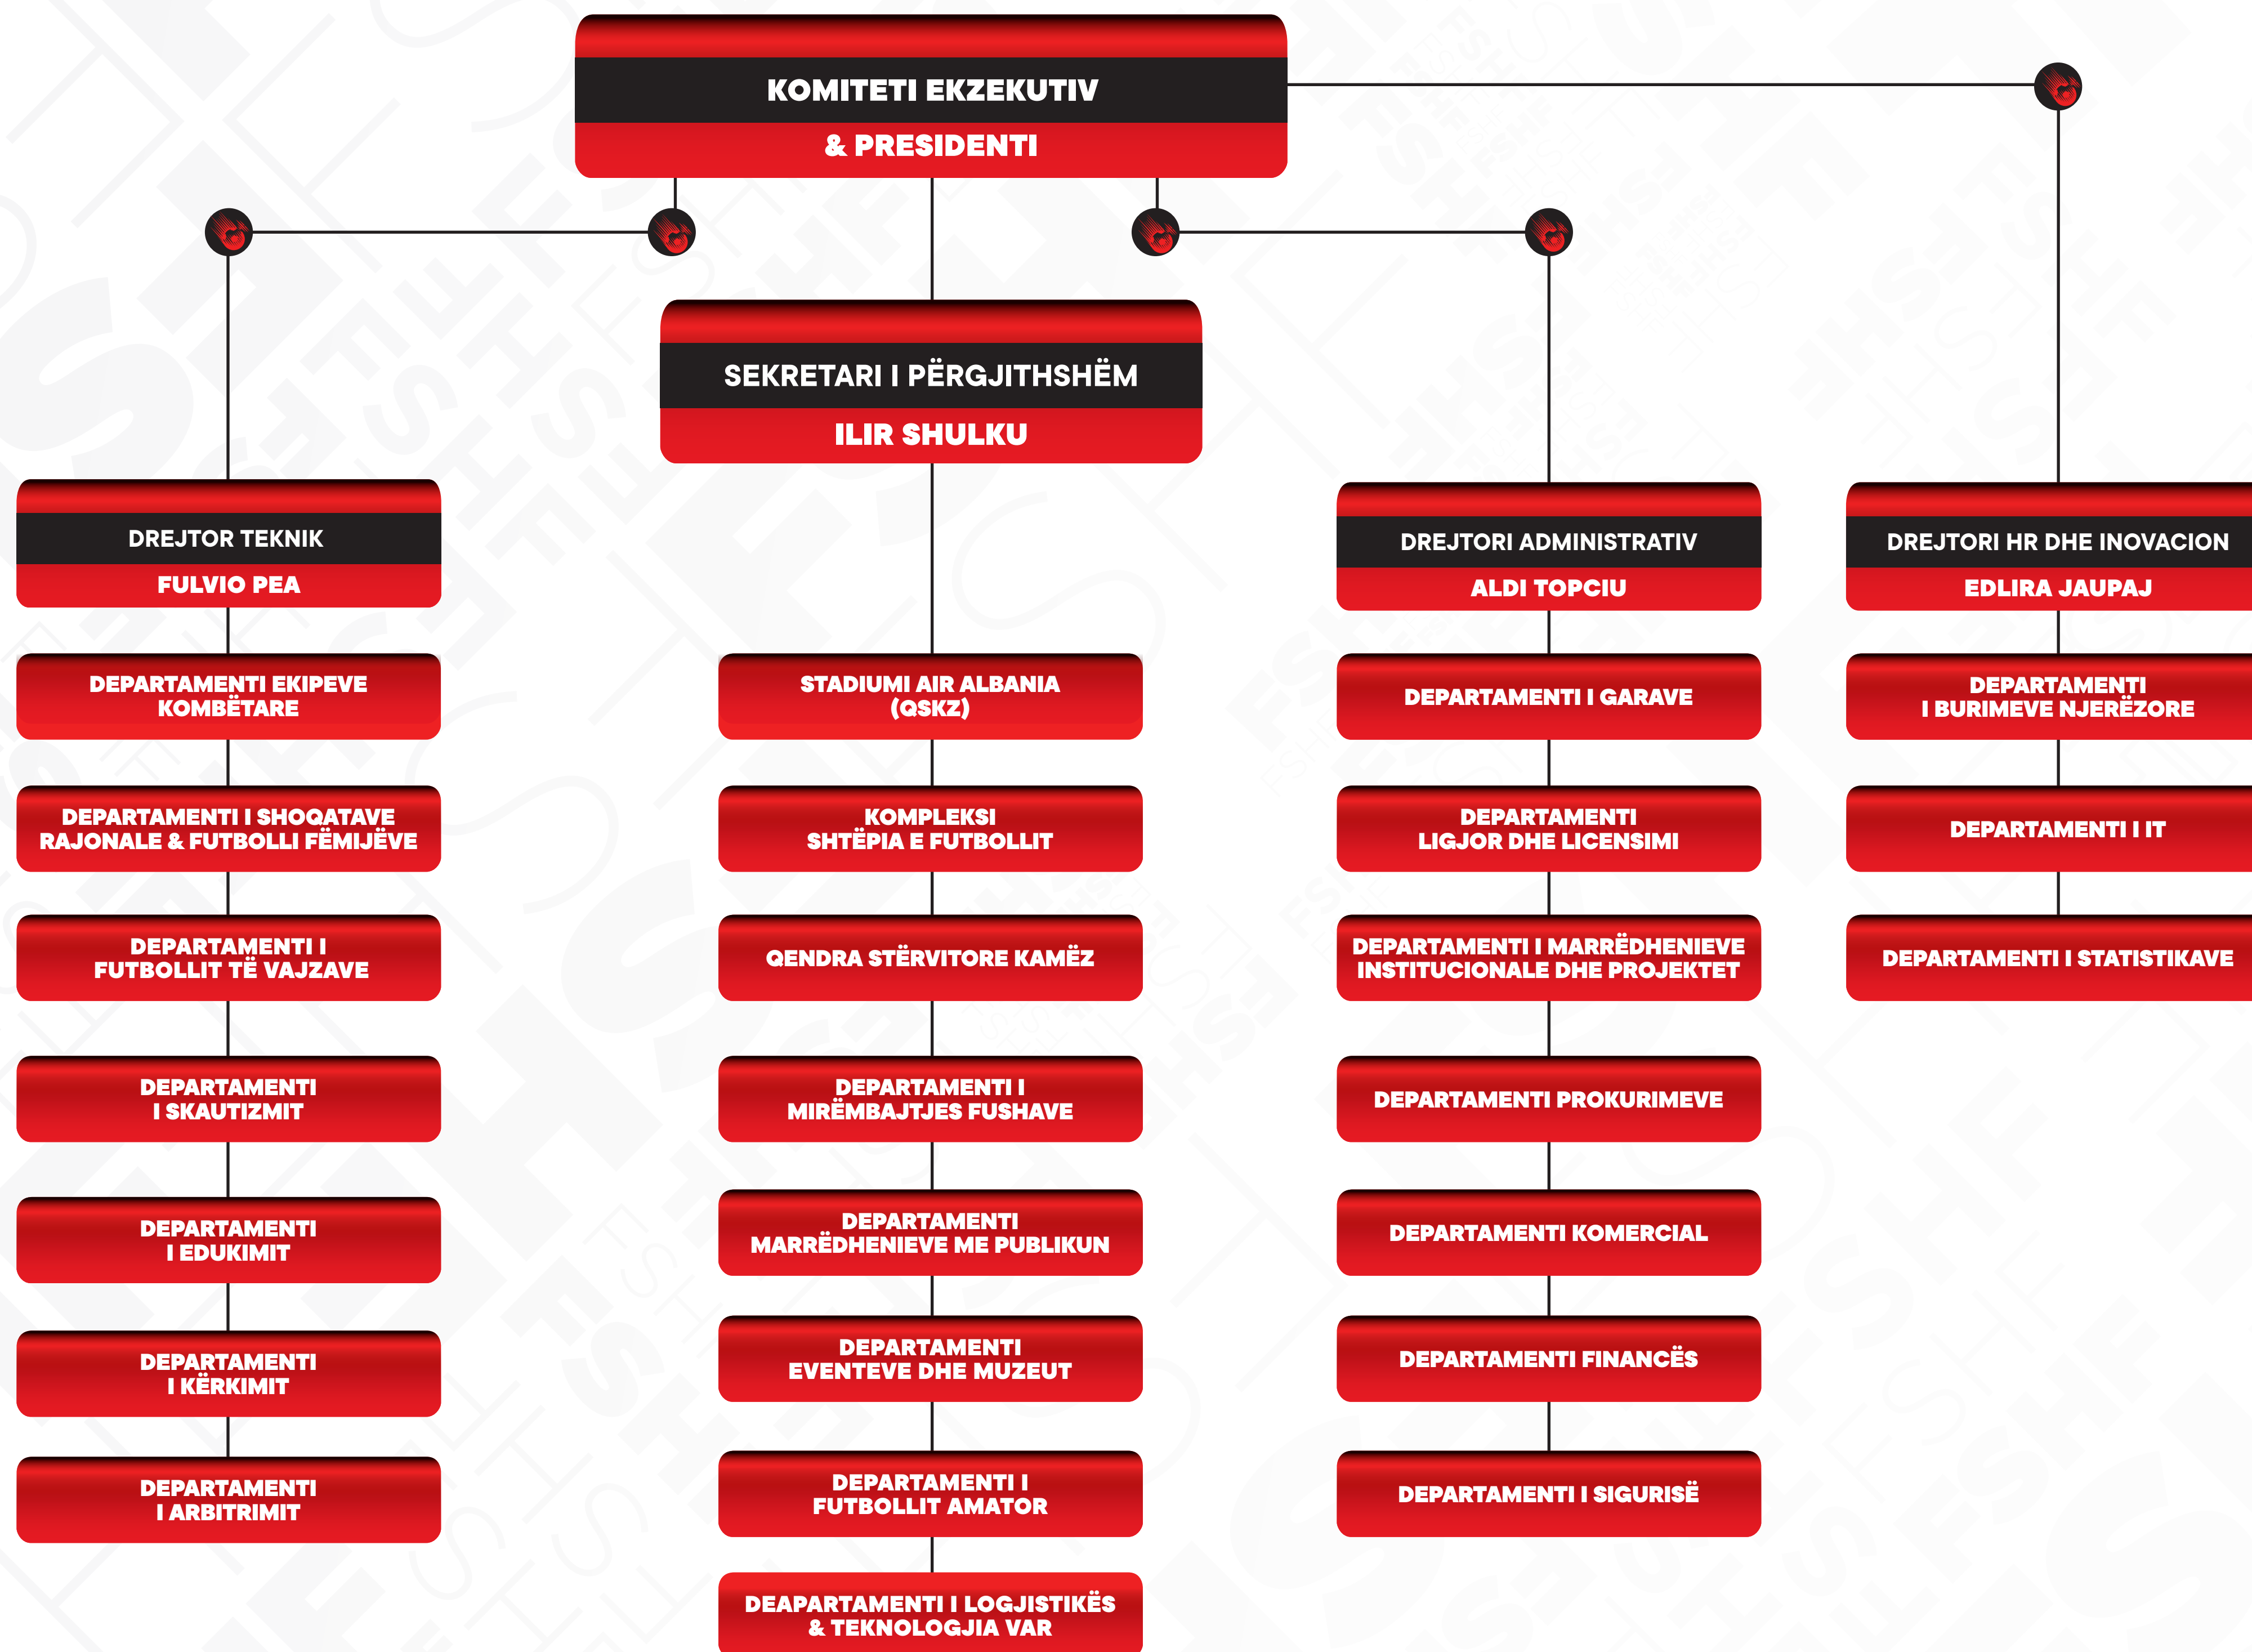 KOMITETI EKZEKUTIV
& PRESIDENTI
SEKRETARI I PËRGJITHSHËM
ILIR SHULKU
DREJTOR TEKNIK
FULVIO PEA
DEPARTAMENTI EKIPEVE
KOMBËTARE
DEPARTAMENTI I SHOQATAVE
RAJONALE & FUTBOLLI FËMIJËVE
DEPARTAMENTI I
FUTBOLLIT TË VAJZAVE
DEPARTAMENTI
I SKAUTIZMIT
DEPARTAMENTI
I EDUKIMIT
DEPARTAMENTI
I KËRKIMIT
DEPARTAMENTI
I ARBITRIMIT
STADIUMI AIR ALBANIA
(QSKZ)
KOMPLEKSI
SHTËPIA E FUTBOLLIT
QENDRA STËRVITORE KAMËZ
DEPARTAMENTI I
MIRËMBAJTJES FUSHAVE
DEPARTAMENTI
MARRËDHENIEVE ME PUBLIKUN
DEPARTAMENTI
EVENTEVE DHE MUZEUT
DEPARTAMENTI I
FUTBOLLIT AMATOR
DEAPARTAMENTI I LOGJISTIKËS
& TEKNOLOGJIA VAR
DREJTORI ADMINISTRATIV
ALDI TOPCIU
DEPARTAMENTI I GARAVE
DEPARTAMENTI
LIGJOR DHE LICENSIMI
DEPARTAMENTI I MARRËDHENIEVE
INSTITUCIONALE DHE PROJEKTET
DEPARTAMENTI PROKURIMEVE
DEPARTAMENTI KOMERCIAL
DEPARTAMENTI FINANCËS
DEPARTAMENTI I SIGURISË
DREJTORI HR DHE INOVACION
EDLIRA JAUPAJ
DEPARTAMENTI
I BURIMEVE NJERËZORE
DEPARTAMENTI I IT
DEPARTAMENTI I STATISTIKAVE